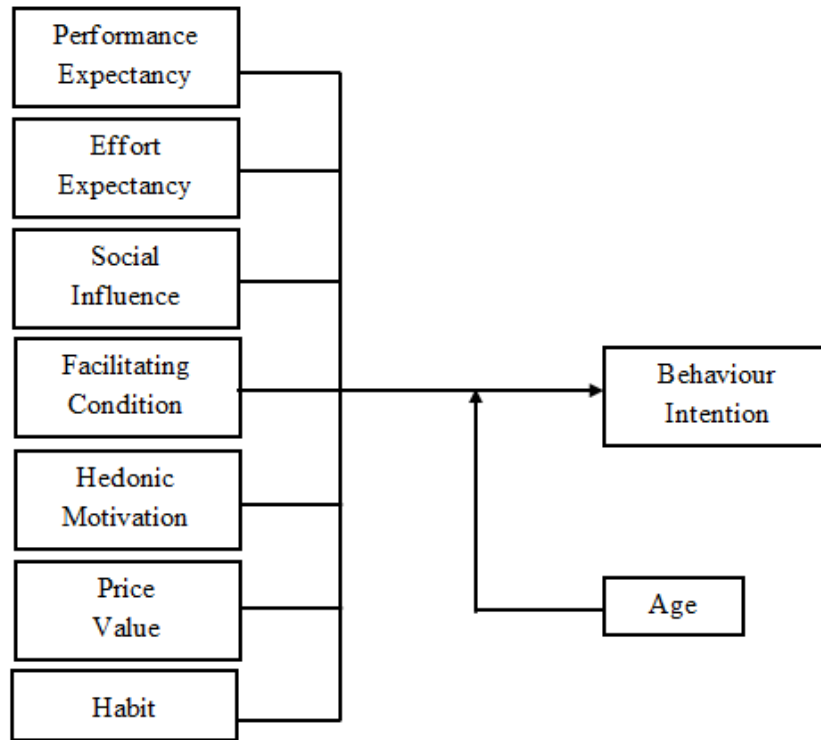 Performance
Expectancy
Effort
Expectancy
Social
Influence
Facilitating
Condition
Hedonic
Motivation
Price
Value
Habit
Behaviour
Intention
Age